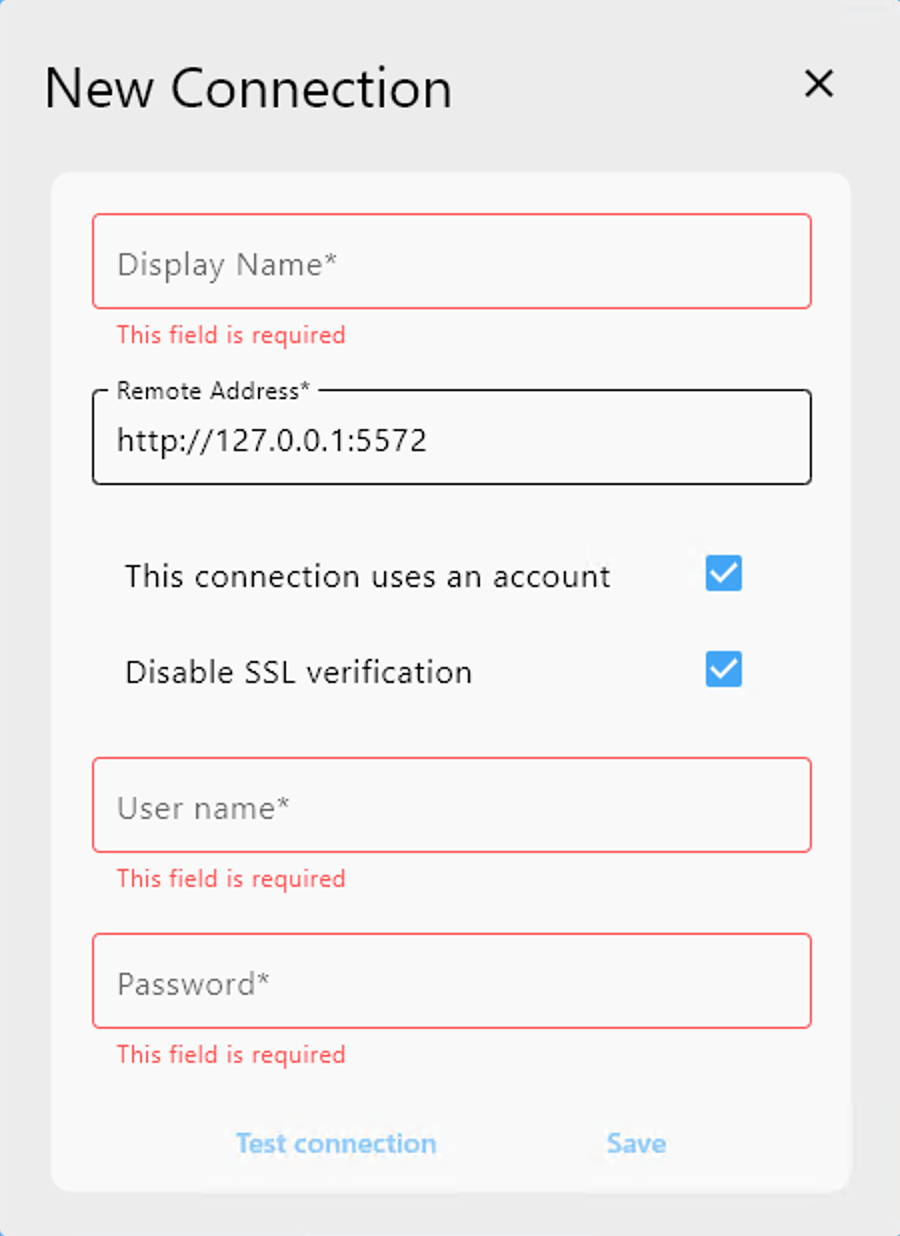 New Connection
Display Name*
This field is required
Remote Address*
http://127.0.0.1:5572
This connection uses an account
Disable SSL verification
User name*
This field is required
Password*
This field is required
Test connection Save